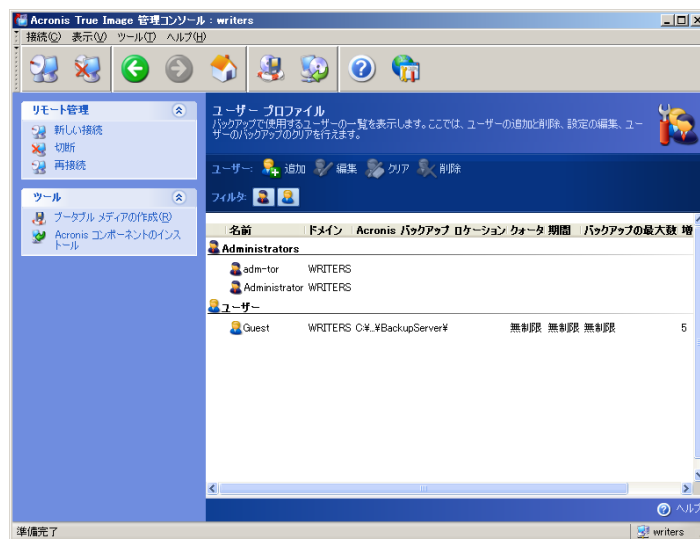 Acronis True Image 管理コンソール : writers
接続(C) 表示(V) ツール(T) ヘルプ(H)
リモート管理
新しい接続
切断
再接続
ツール
ブータブル メディアの作成(R)
Acronis コンポーネントのインス
トール
ユーザー プロファイル
バックアップで使用するユーザーの一覧を表示します。ここでは、ユーザーの追加と削除、設定の編集、ユー
ザーのバックアップのクリアを行えます。
ユーザー: 追加 編集 クリア 削除
フィルタ:
名前 ドメイン Acronis バックアップ ロケーション クォータ 期間 バックアップの最大数 増
Administrators
adm-tor WRITERS
Administrator WRITERS
ユーザー
Guest WRITERS C:¥..¥BackupServer¥ 無制限 無制限 無制限 5
ヘルプ
準備完了 writers